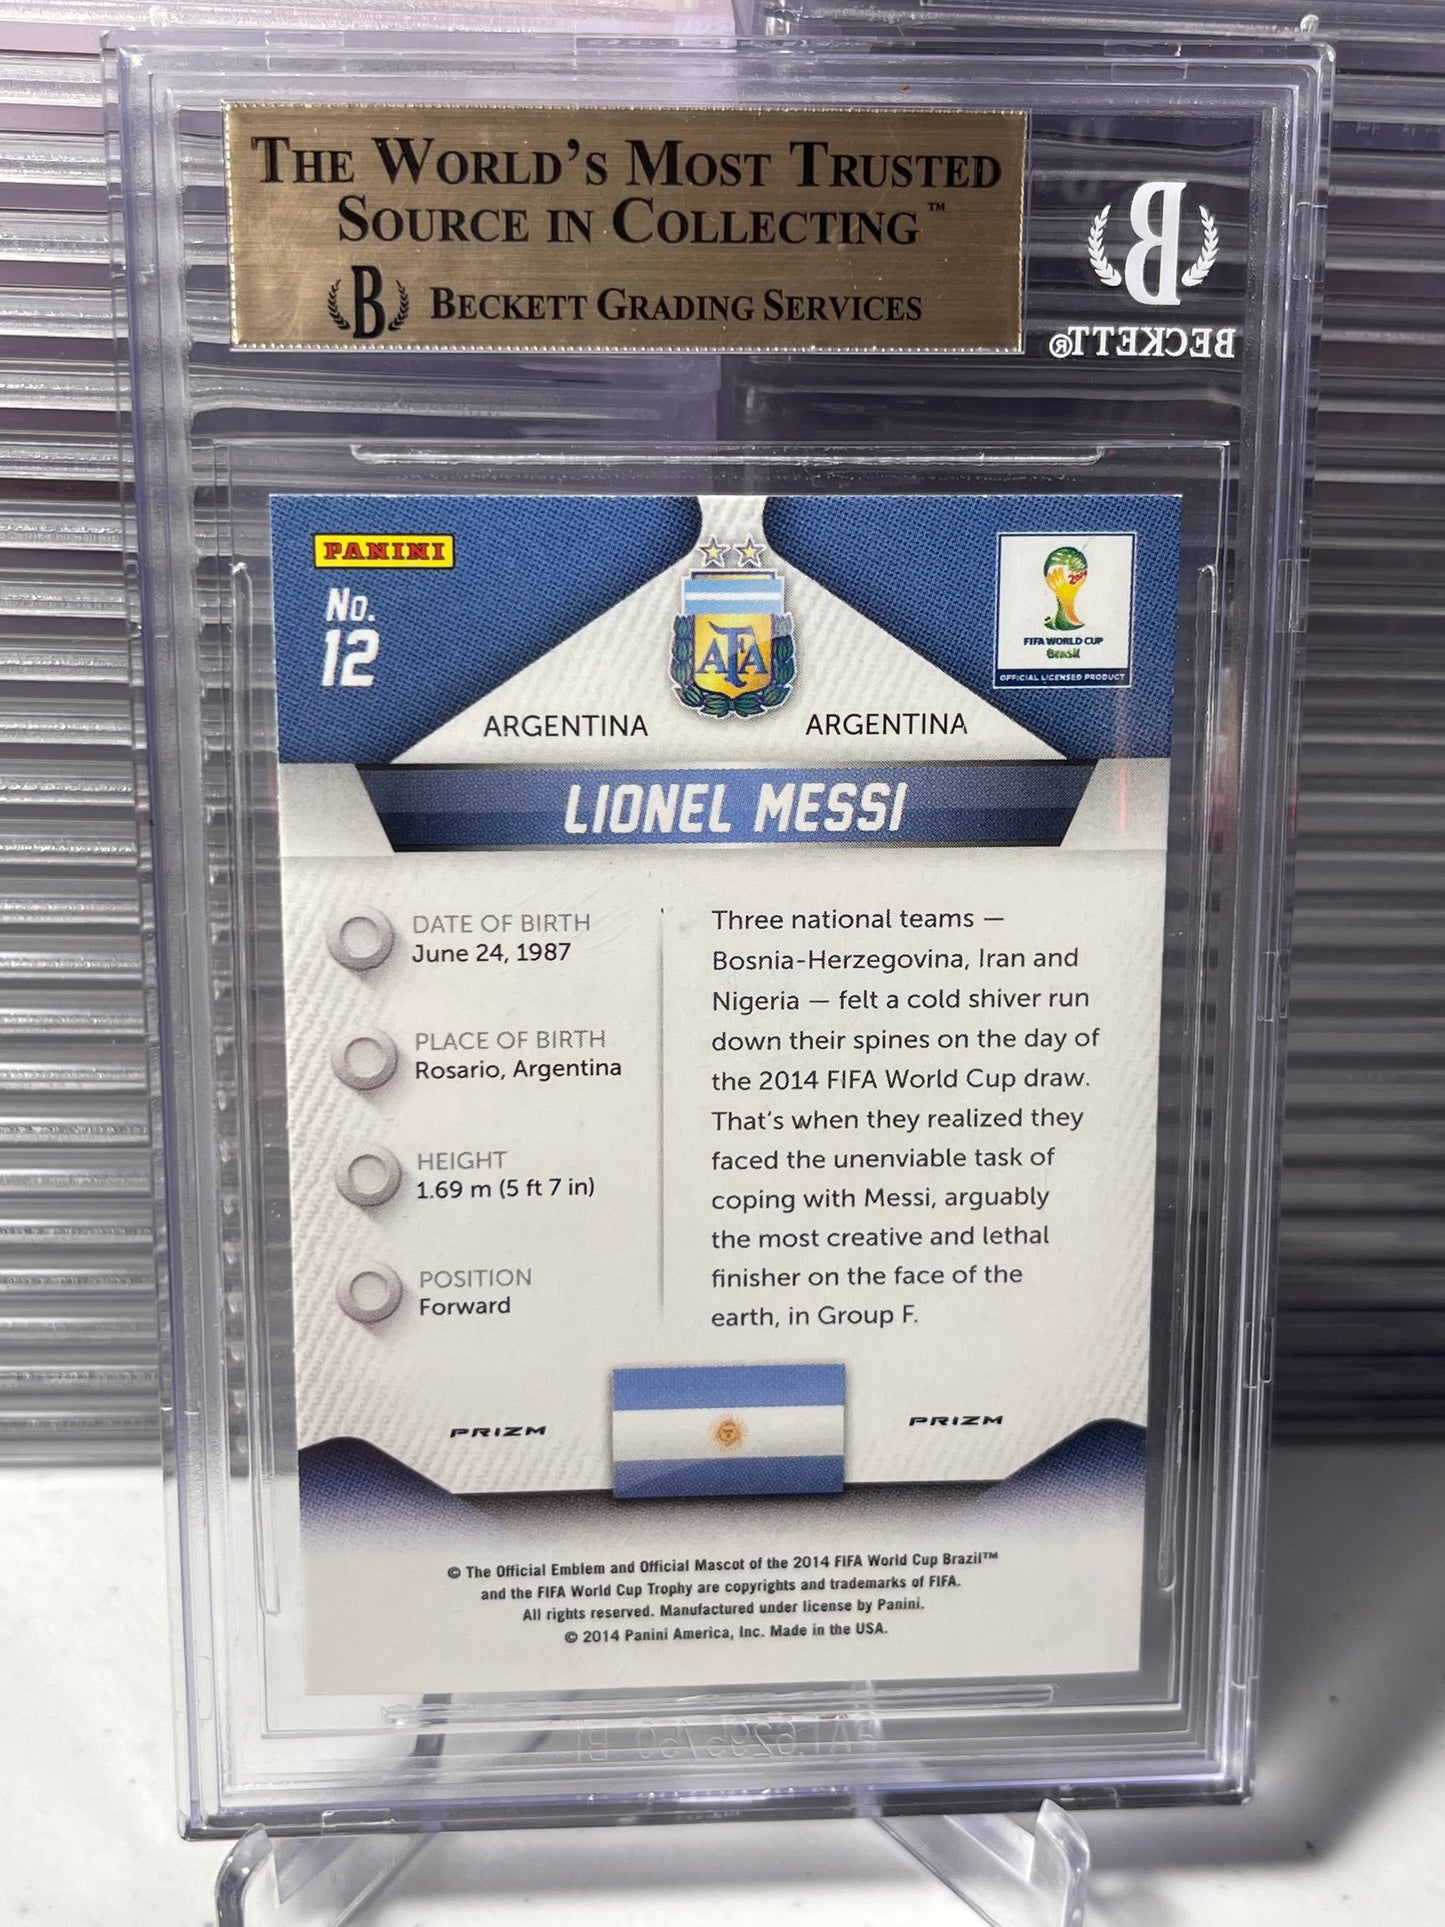 THE WORLD'S MOST TRUSTED
SOURCE IN COLLECTING™
B BECKETT GRADING SERVICES
B
BECKETT®
PANINI
No.
12
AFA
2014
FIFA WORLD CUP
Brasil
OFFICIAL LICENSED PRODUCT
ARGENTINA ARGENTINA
LIONEL MESSI
DATE OF BIRTH
June 24, 1987
PLACE OF BIRTH
Rosario, Argentina
HEIGHT
1.69 m (5 ft 7 in)
POSITION
Forward
Three national teams —
Bosnia-Herzegovina, Iran and
Nigeria — felt a cold shiver run
down their spines on the day of
the 2014 FIFA World Cup draw.
That's when they realized they
faced the unenviable task of
coping with Messi, arguably
the most creative and lethal
finisher on the face of the
earth, in Group F.
PRIZM PRIZM
© The Official Emblem and Official Mascot of the 2014 FIFA World Cup Brazil™
and the FIFA World Cup Trophy are copyrights and trademarks of FIFA.
All rights reserved. Manufactured under license by Panini.
© 2014 Panini America, Inc. Made in the USA.